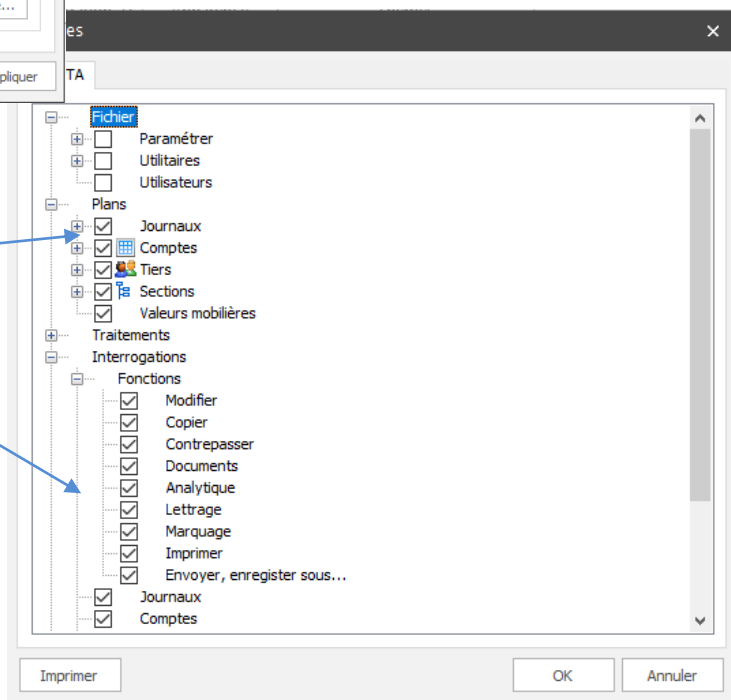 ...
pliquer
es
TA
Fichier
Paramétrer
Utilitaires
Utilisateurs
Plans
Journaux
Comptes
Tiers
Sections
Valeurs mobilières
Traitements
Interrogations
Fonctions
Modifier
Copier
Contrepasser
Documents
Analytique
Lettrage
Marquage
Imprimer
Envoyer, enregister sous...
Journaux
Comptes
Imprimer
OK
Annuler